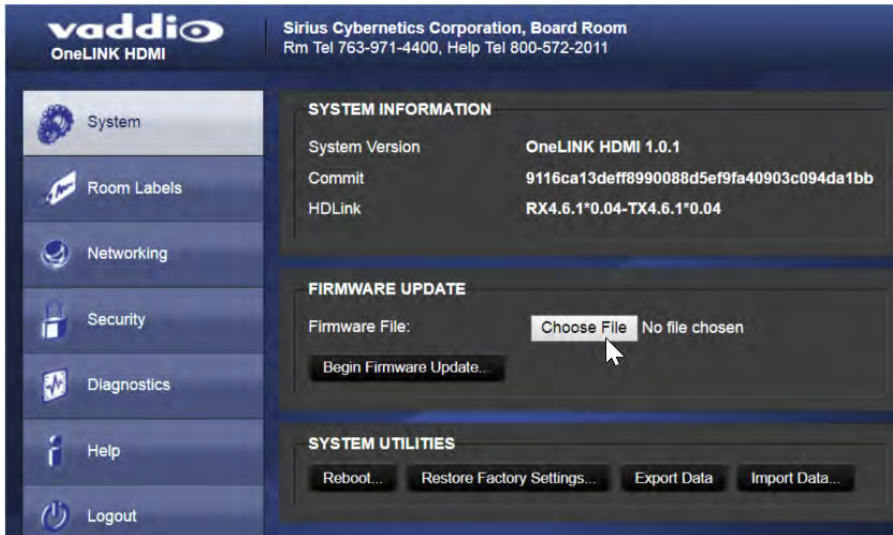 vaddio
OneLINK HDMI
Sirius Cybernetics Corporation, Board Room
Rm Tel 763-971-4400, Help Tel 800-572-2011
System
Room Labels
Networking
Security
Diagnostics
Help
Logout
SYSTEM INFORMATION
System Version OneLINK HDMI 1.0.1
Commit 9116ca13deff8990088d5ef9fa40903c094da1bb
HDLink RX4.6.1*0.04-TX4.6.1*0.04
FIRMWARE UPDATE
Firmware File: Choose File No file chosen
Begin Firmware Update...
SYSTEM UTILITIES
Reboot... Restore Factory Settings... Export Data Import Data...